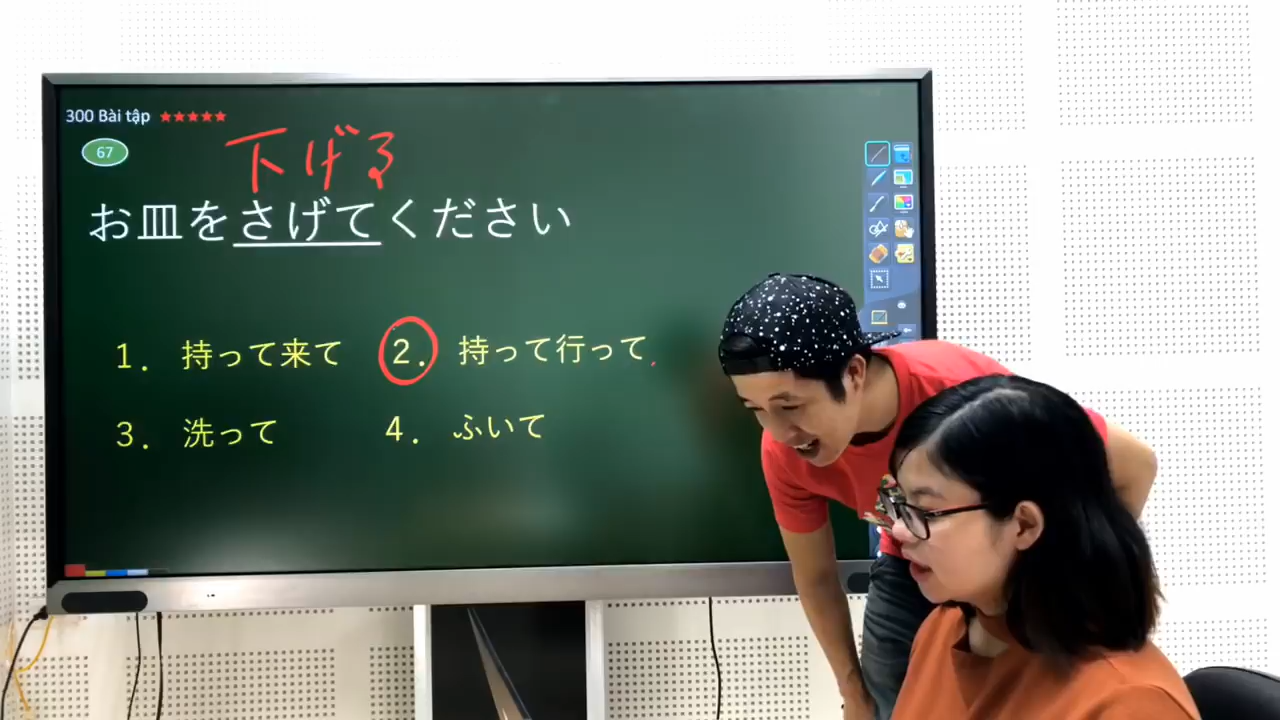 300 Bài tập ★★★★★
67
下げる
お皿をさげてください
1. 持って来て
2. 持って行って
3. 洗って
4. ふいて